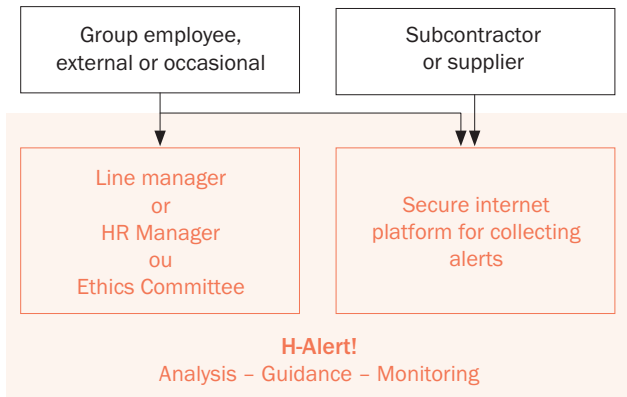 Group employee,
external or occasional
Subcontractor
or supplier
Line manager
or
HR Manager
ou
Ethics Committee
Secure internet
platform for collecting
alerts
H-Alert!
Analysis – Guidance – Monitoring